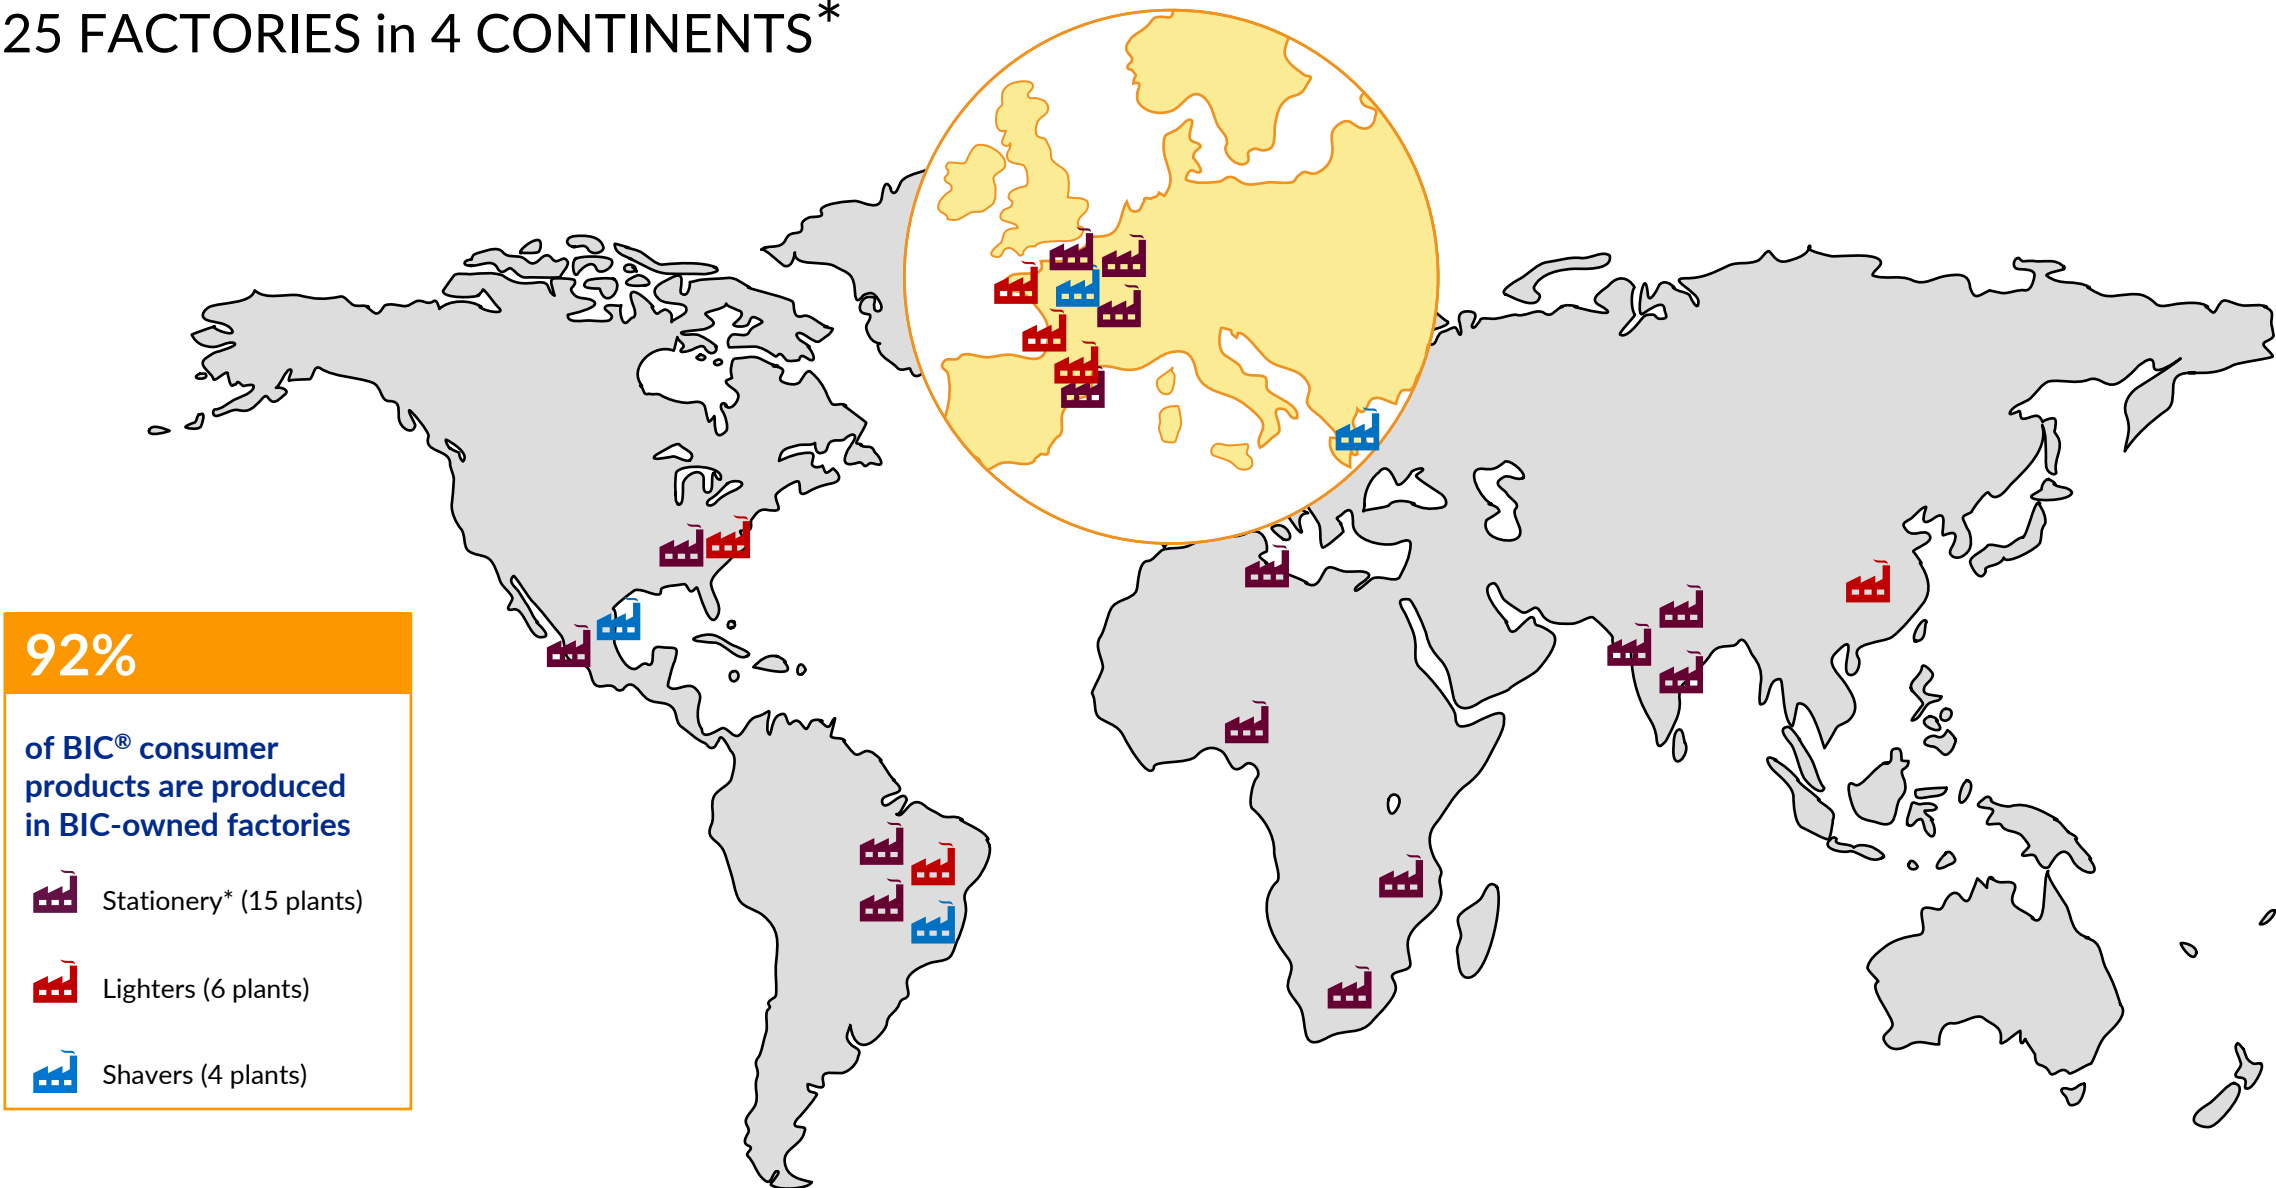 25 FACTORIES in 4 CONTINENTS*
92%
of BIC® consumer
products are produced
in BIC-owned factories
Stationery* (15 plants)
Lighters (6 plants)
Shavers (4 plants)